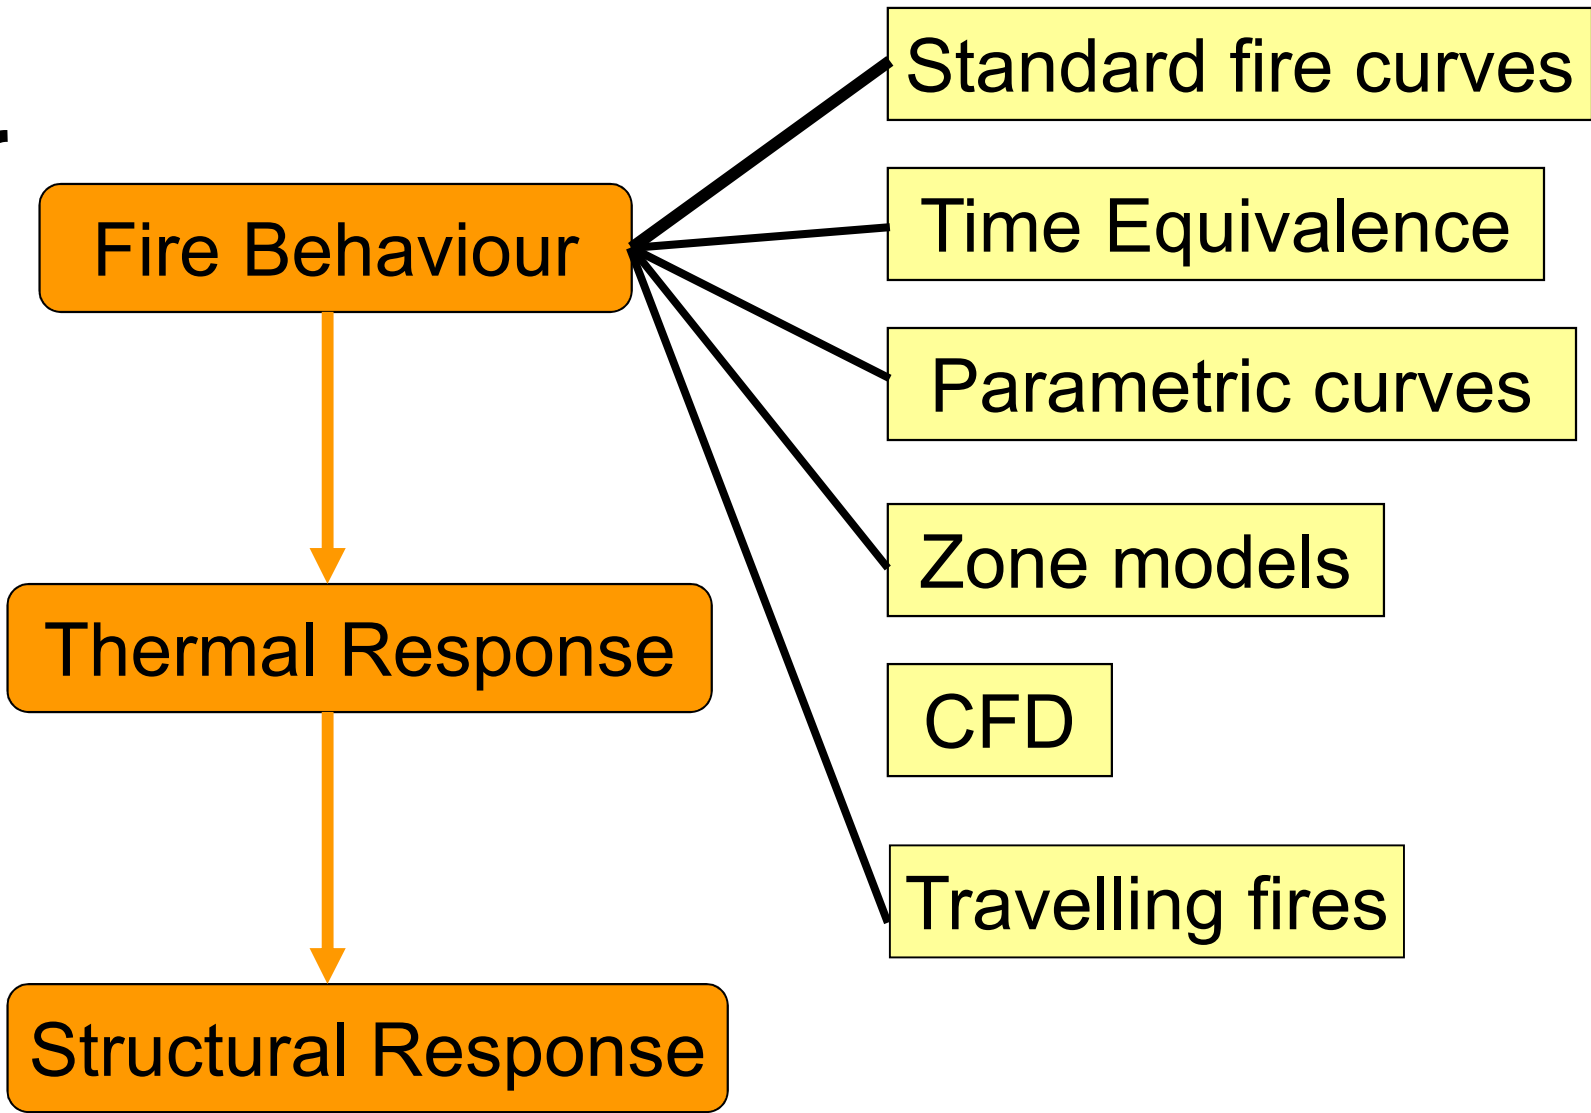 Fire Behaviour
Thermal Response
Structural Response
Standard fire curves
Time Equivalence
Parametric curves
Zone models
CFD
Travelling fires